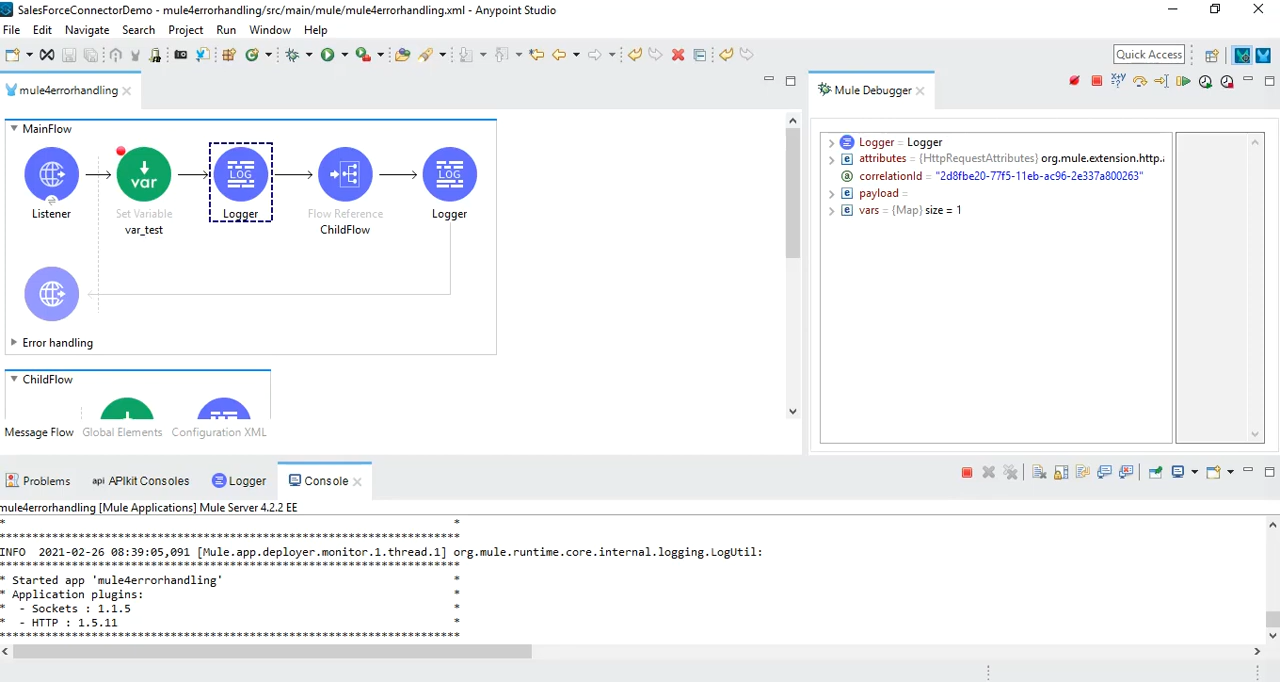 SalesForceConnectorDemo - mule4errorhandling/src/main/mule/mule4errorhandling.xml - Anypoint Studio
File Edit Navigate Search Project Run Window Help
Quick Access
mule4errorhandling
Mule Debugger
MainFlow
var
LOG
LOG
Listener
Set Variable
Logger
Flow Reference
Logger
var_test
ChildFlow
Error handling
ChildFlow
Message Flow Global Elements Configuration XML
Logger = Logger
attributes = {HttpRequestAttributes} org.mule.extension.http.
correlationId = "2d8fbe20-77f5-11eb-ac96-2e337a800263"
payload =
vars = {Map} size = 1
Problems
api APIkit Consoles
Logger
Console
mule4errorhandling [Mule Applications] Mule Server 4.2.2 EE
* *
**********************************************************************
INFO 2021-02-26 08:39:05,091 [Mule.app.deployer.monitor.1.thread.1] org.mule.runtime.core.internal.logging.LogUtil:
**********************************************************************
* Started app 'mule4errorhandling' *
* Application plugins: *
* - Sockets : 1.1.5 *
* - HTTP : 1.5.11 *
**********************************************************************